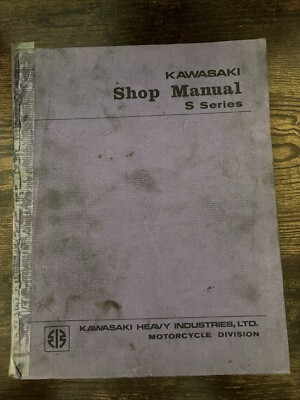 KAWASAKI
Shop Manual
S Series
KAWASAKI HEAVY INDUSTRIES, LTD.
MOTORCYCLE DIVISION